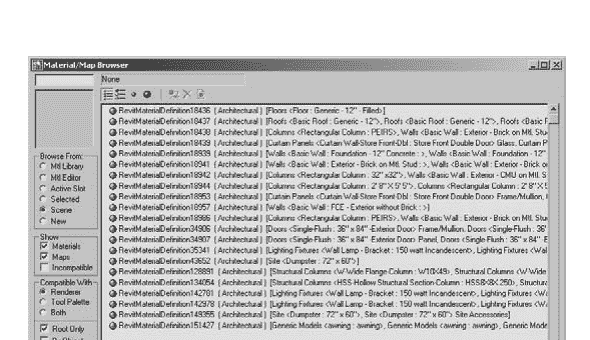 Material/Map Browser
None
RevitMaterialDefinition18436 (Architectural) [Floors <Floor : Generic - 12" - Filled>]
RevitMaterialDefinition18437 (Architectural) [Roofs <Basic Roof : Generic - 12">, Roofs <Basic Roof : Generic - 12">, Roofs <Basic F
RevitMaterialDefinition18438 (Architectural) [Columns <Rectangular Column : PEIRS>, Walls <Basic Wall : Exterior - Brick on Mtl. Stu
RevitMaterialDefinition18439 (Architectural) [Curtain Panels <Curtain Wall-Store Front-Dbl : Store Front Double Door> Glass, Curtain P
RevitMaterialDefinition18939 (Architectural) [Walls <Basic Wall : Foundation - 12" Concrete : >, Walls <Basic Wall : Foundation - 12"
RevitMaterialDefinition18941 (Architectural) [Walls <Basic Wall : Exterior - Brick on Mtl. Stud : >, Walls <Basic Wall : Exterior - Brick
RevitMaterialDefinition18942 (Architectural) [Columns <Rectangular Column : 32" x32">, Walls <Basic Wall : Exterior - CMU on Mtl. S
RevitMaterialDefinition18944 (Architectural) [Columns <Rectangular Column : 2'8"X 5'5">, Columns <Rectangular Column : 2'8"X 5
RevitMaterialDefinition18953 (Architectural) [Curtain Panels <Curtain Wall-Store Front-Dbl : Store Front Double Door> Frame/Mullion,
RevitMaterialDefinition18957 (Architectural) [Walls <Basic Wall : FCE - Exterior without Brick : >]
RevitMaterialDefinition18986 (Architectural) [Columns <Rectangular Column : PEIRS>, Walls <Basic Wall : Exterior - Brick on Mtl. Stu
RevitMaterialDefinition34906 (Architectural) [Doors <Single-Flush : 36" x 84" -Exterior Door> Frame/Mullion, Doors <Single-Flush : 36"
RevitMaterialDefinition34907 (Architectural) [Doors <Single-Flush : 36" x 84" -Exterior Door> Panel, Doors <Single-Flush : 36" x 84" -E
RevitMaterialDefinition35341 (Architectural) [Lighting Fixtures <Wall Lamp - Bracket : 150 watt Incandescent>, Lighting Fixtures <Wa
RevitMaterialDefinition43652 (Architectural) [Site <Dumpster : 72" x 60">]
RevitMaterialDefinition128891 (Architectural) [Structural Columns <W-Wide Flange-Column : W10X49>, Structural Columns <W-Wide
RevitMaterialDefinition134054 (Architectural) [Structural Columns <HSS-Hollow Structural Section-Column : HSS8X8X.250>, Structura
RevitMaterialDefinition142781 (Architectural) [Lighting Fixtures <Wall Lamp - Bracket : 150 watt Incandescent>, Lighting Fixtures <Wa
RevitMaterialDefinition142978 (Architectural) [Lighting Fixtures <Wall Lamp - Bracket : 150 watt Incandescent>, Lighting Fixtures <Wa
RevitMaterialDefinition149355 (Architectural) [Site <Dumpster : 72" x 60">, Site <Dumpster : 72" x 60"> Site Accessories]
RevitMaterialDefinition151427 (Architectural) [Generic Models <awning : awning>, Generic Models <awning : awning>, Generic Mode
Browse From:
Mtl Library
Mtl Editor
Active Slot
Selected
Scene
New
Show
Materials
Maps
Incompatible
Compatible With
Renderer
Tool Palette
Both
Root Only